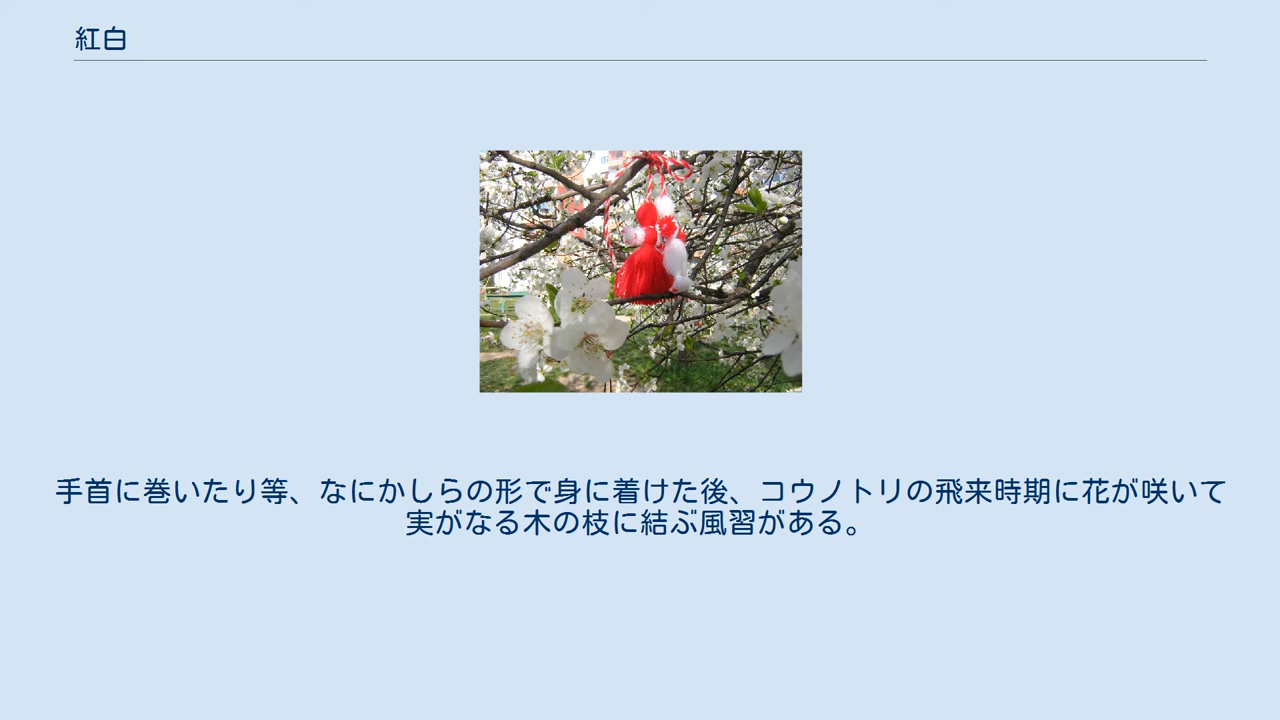 紅白
手首に巻いたり等、なにかしらの形で身に着けた後、コウノトリの飛来時期に花が咲いて
実がなる木の枝に結ぶ風習がある。